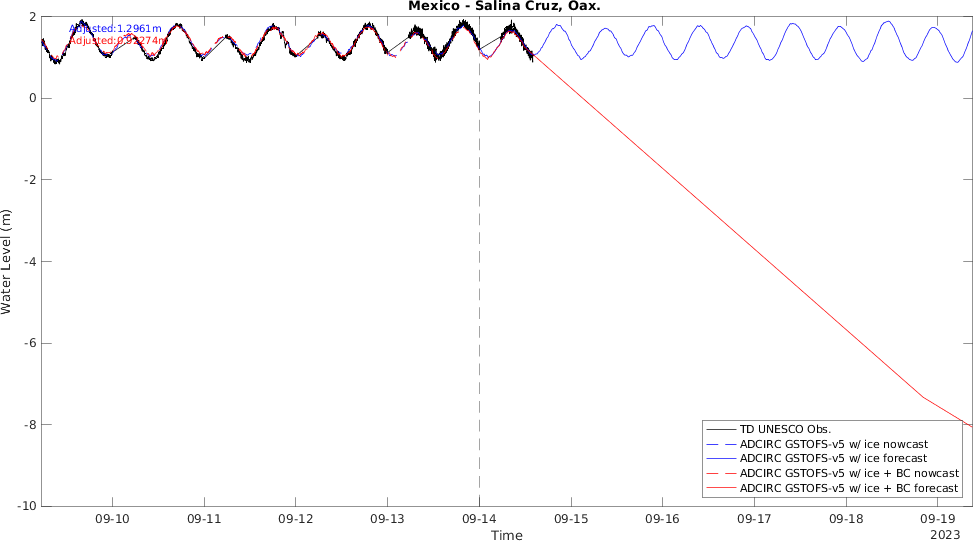 Mexico - Salina Cruz, Oax.
Adjusted:1.2961m
Water Level (m)
2
0
-2
-4
-6
-8
-10
09-10
09-11
09-12
09-13
09-14
09-15
09-16
09-17
09-18
09-19
2023
Time
TD UNESCO Obs.
ADCIRC GSTOFS-v5 w/ ice nowcast
ADCIRC GSTOFS-v5 w/ ice forecast
ADCIRC GSTOFS-v5 w/ ice + BC nowcast
ADCIRC GSTOFS-v5 w/ ice + BC forecast